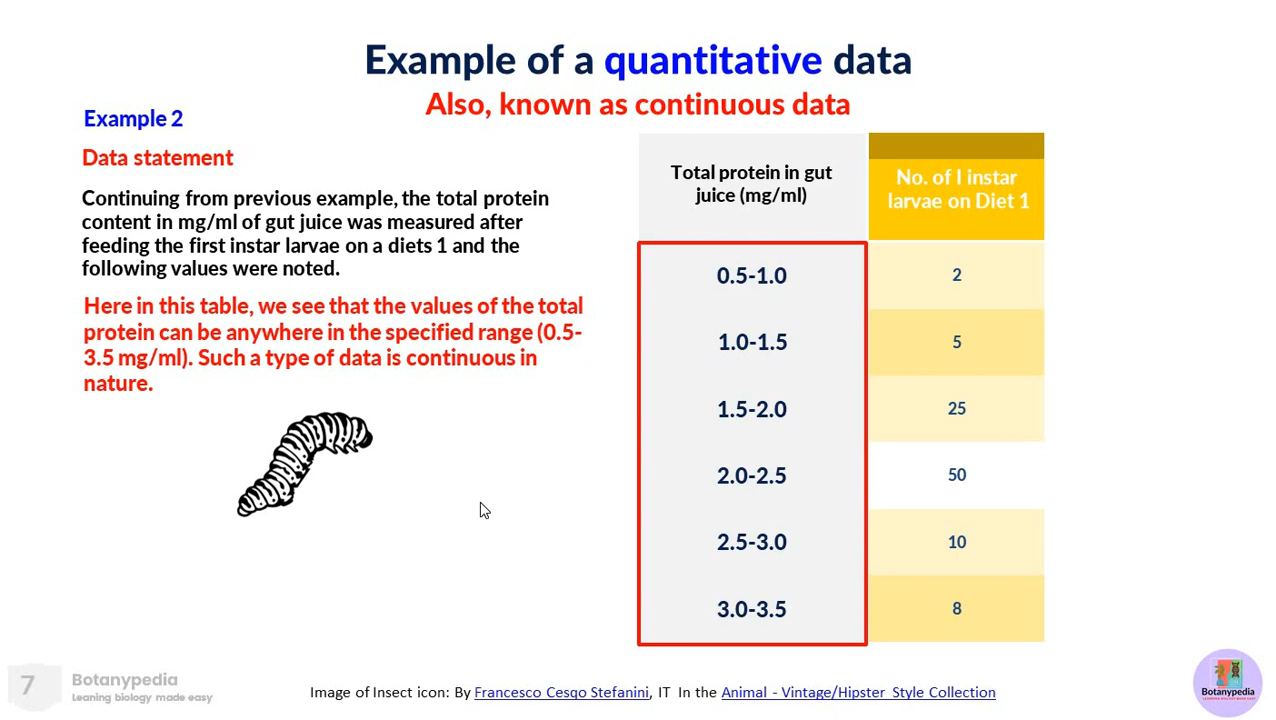 Example of a quantitative data
Also, known as continuous data
Example 2
Data statement
Continuing from previous example, the total protein
content in mg/ml of gut juice was measured after
feeding the first instar larvae on a diets 1 and the
following values were noted.
Here in this table, we see that the values of the total
protein can be anywhere in the specified range (0.5-
3.5 mg/ml). Such a type of data is continuous in
nature.
Total protein in gut
juice (mg/ml)
No. of I instar
larvae on Diet 1
0.5-1.0 2
1.0-1.5 5
1.5-2.0 25
2.0-2.5 50
2.5-3.0 10
3.0-3.5 8
7
Botanypedia
Leaning biology made easy
Image of Insect icon: By Francesco Cesqo Stefanini, IT In the Animal - Vintage/Hipster Style Collection
Botanypedia